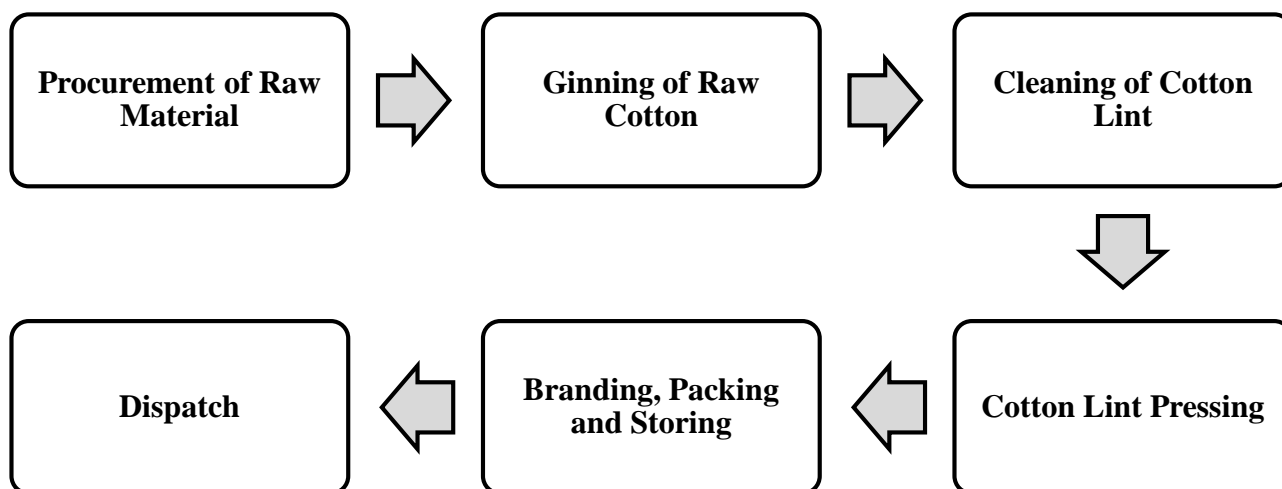 Procurement of Raw
Material
Ginning of Raw
Cotton
Cleaning of Cotton
Lint
Cotton Lint Pressing
Branding, Packing
and Storing
Dispatch